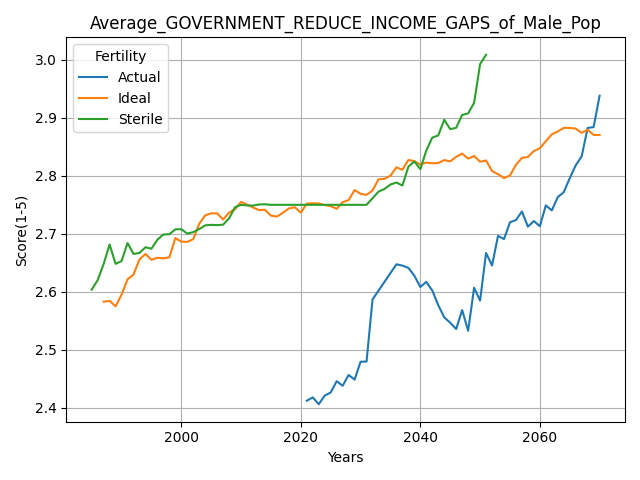 Average_GOVERNMENT_REDUCE_INCOME_GAPS_of_Male_Pop
Fertility
Actual
Ideal
Sterile
Score(1-5)
3.0
2.9
2.8
2.7
2.6
2.5
2.4
2000
2020
2040
2060
Years